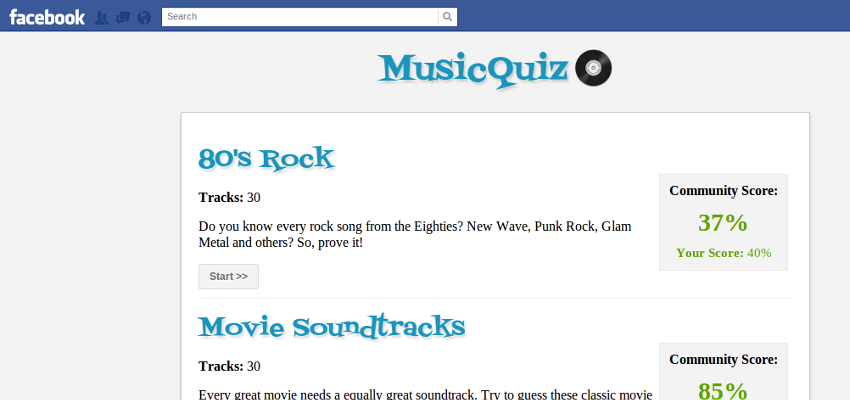 facebook
Search
MusicQuiz
80's Rock
Tracks: 30
Do you know every rock song from the Eighties? New Wave, Punk Rock, Glam
Metal and others? So, prove it!
Start >>
Community Score:
37%
Your Score: 40%
Movie Soundtracks
Tracks: 30
Every great movie needs a equally great soundtrack. Try to guess these classic movie
Community Score:
85%